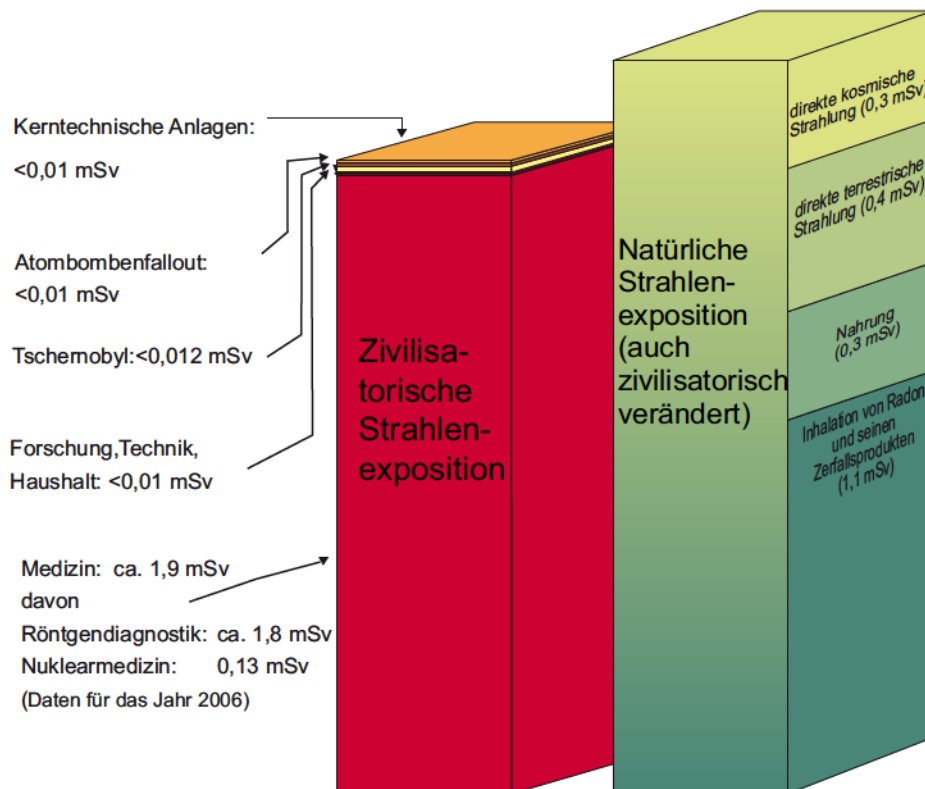 Kerntechnische Anlagen:
<0,01 mSv
Atombombenfallout:
<0,01 mSv
Tschernobyl:<0,012 mSv
Forschung,Technik,
Haushalt: <0,01 mSv
Medizin: ca. 1,9 mSv
davon
Röntgendiagnostik: ca. 1,8 mSv
Nuklearmedizin: 0,13 mSv
(Daten für das Jahr 2006)
Zivilisa-
torische
Strahlen-
exposition
Natürliche
Strahlen-
exposition
(auch
zivilisatorisch
verändert)
direkte kosmische
Strahlung (0,3 mSv)
direkte terrestrische
Strahlung (0,4 mSv)
Nahrung
(0,3 mSv)
Inhalation von Radon
und seinen
Zerfallsprodukten
(1,1 mSv)